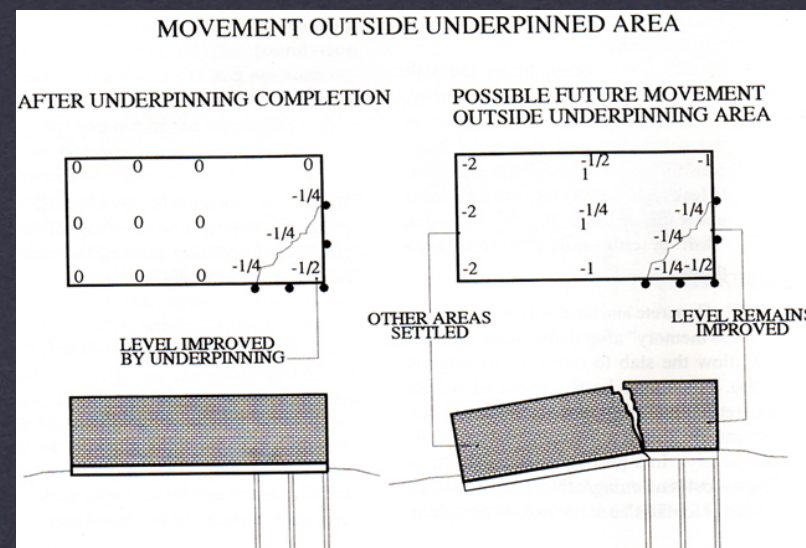 MOVEMENT OUTSIDE UNDERPINNED AREA
AFTER UNDERPINNING COMPLETION
0 0 0 0
-1/4
0 0 0 -1/4
0 0 0 -1/4 -1/2
LEVEL IMPROVED
BY UNDERPINNING
POSSIBLE FUTURE MOVEMENT
OUTSIDE UNDERPINNING AREA
-2 -1/2 -1
1
-2 -1/4 -1/4
1 -1/4
-2 -1 -1/4 -1/2
OTHER AREAS
SETTLED
LEVEL REMAINS
IMPROVED